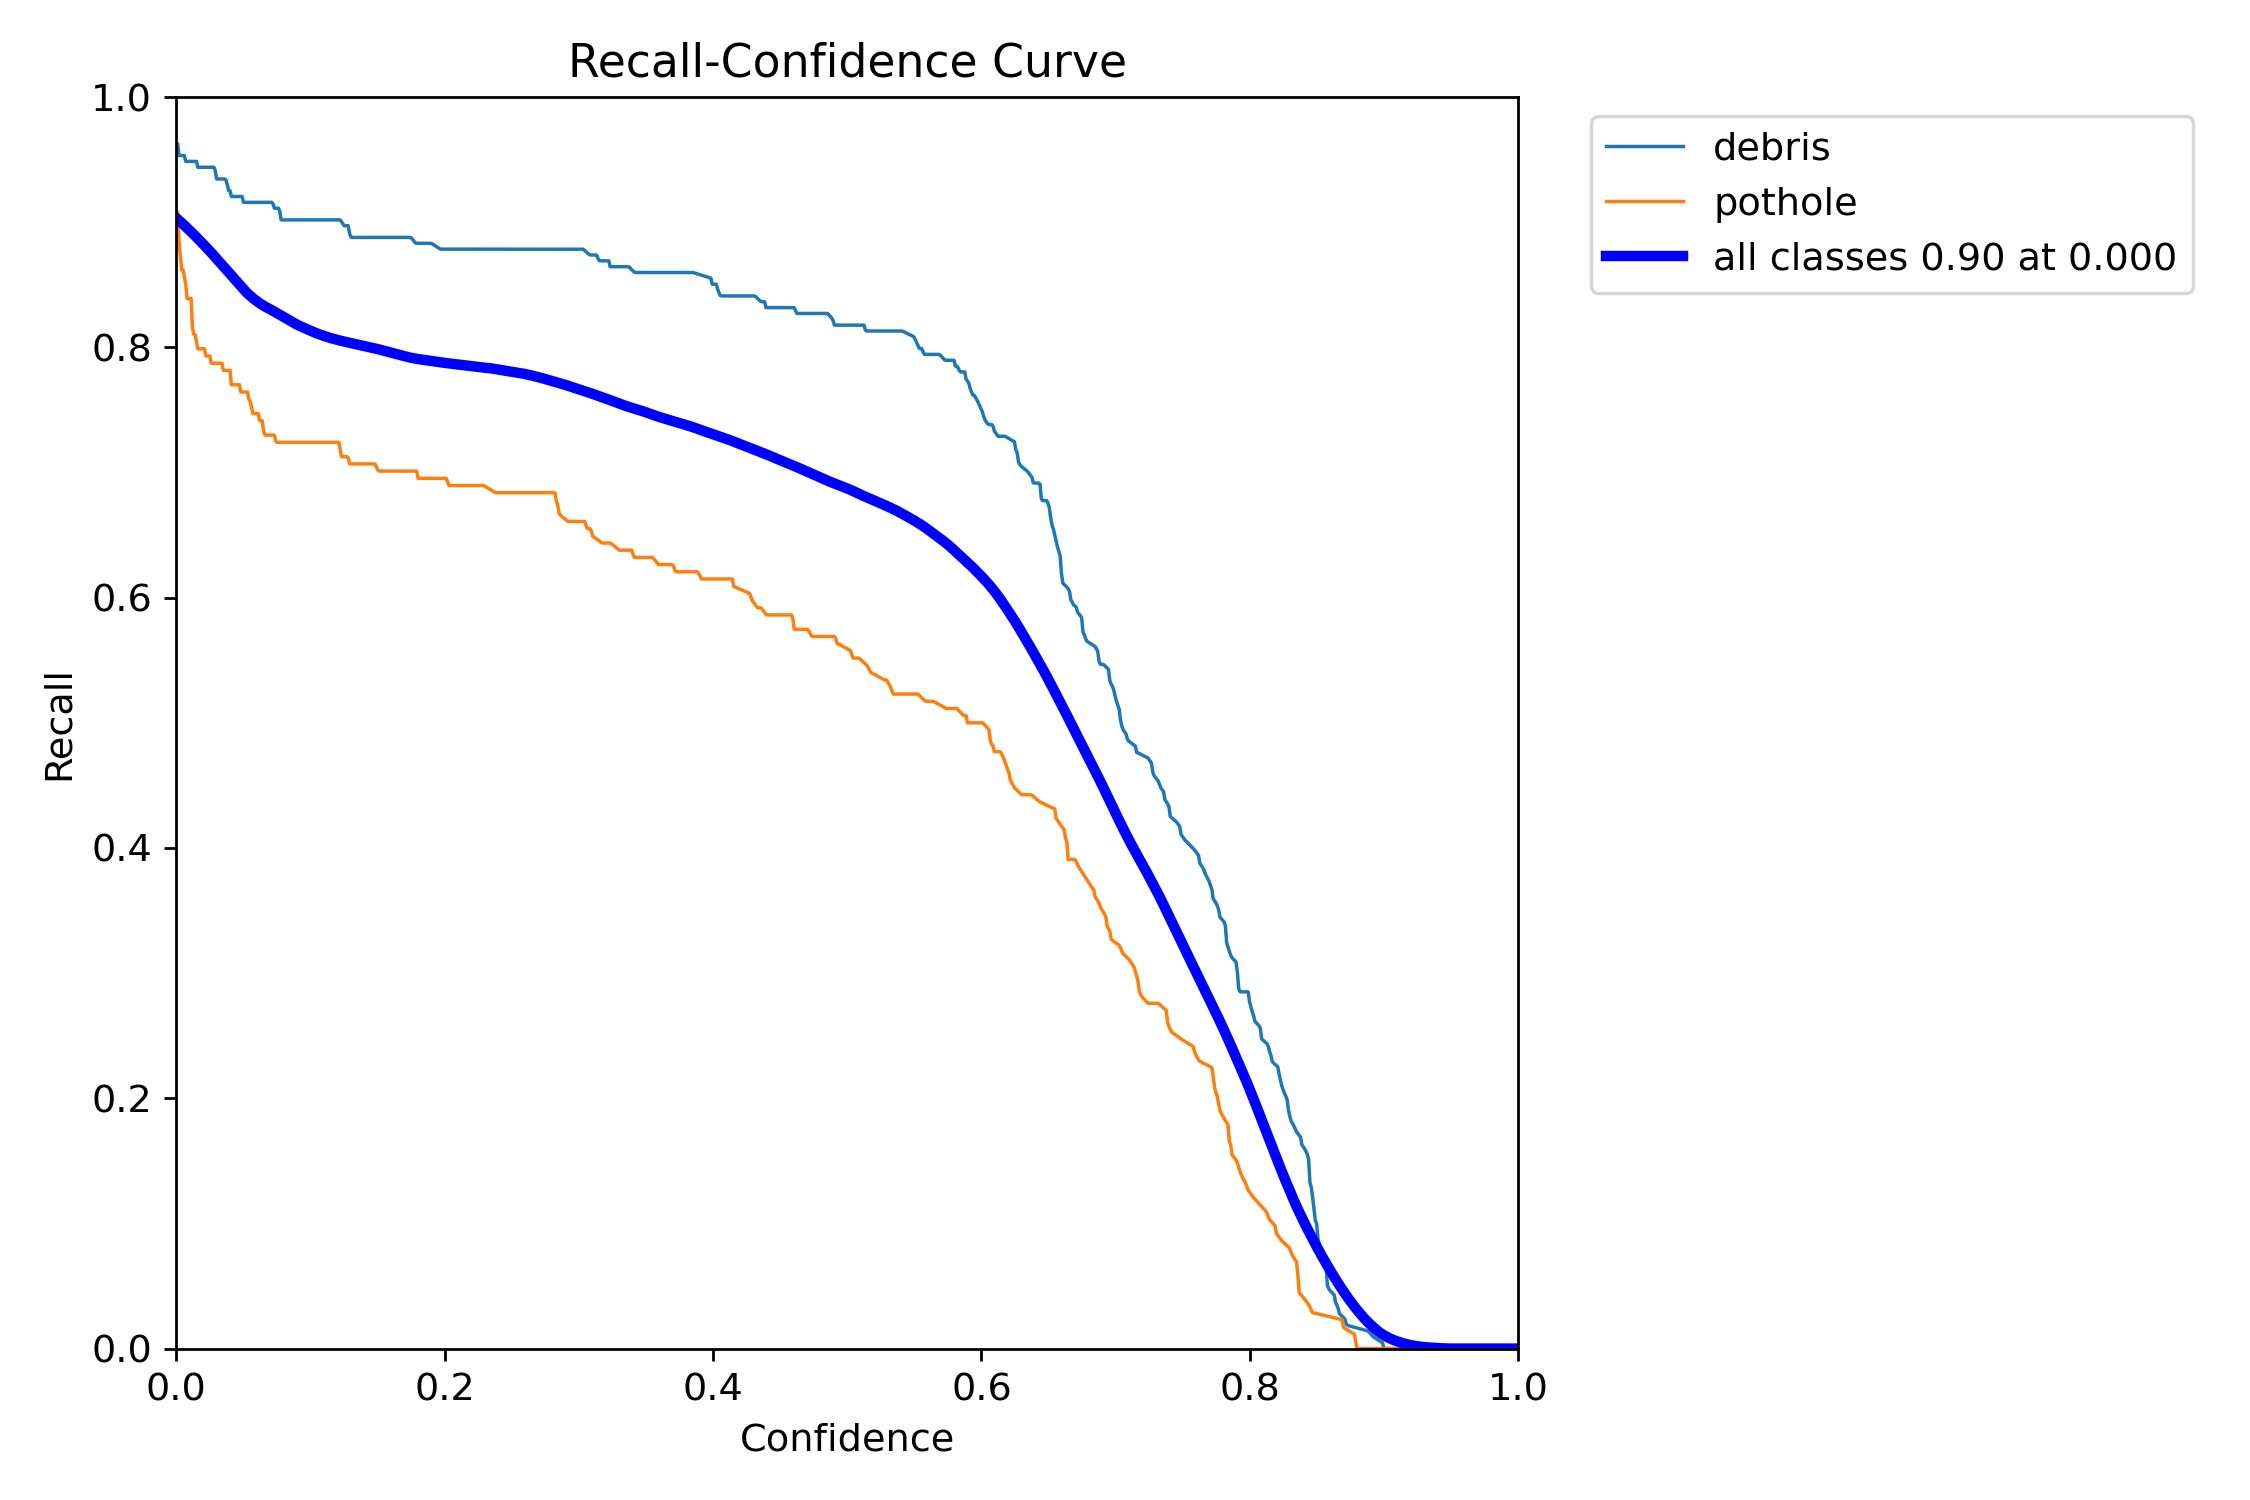 Recall-Confidence Curve
1.0
0.8
0.6
0.4
0.2
0.0
Recall
0.0 0.2 0.4 0.6 0.8 1.0
Confidence
debris
pothole
all classes 0.90 at 0.000